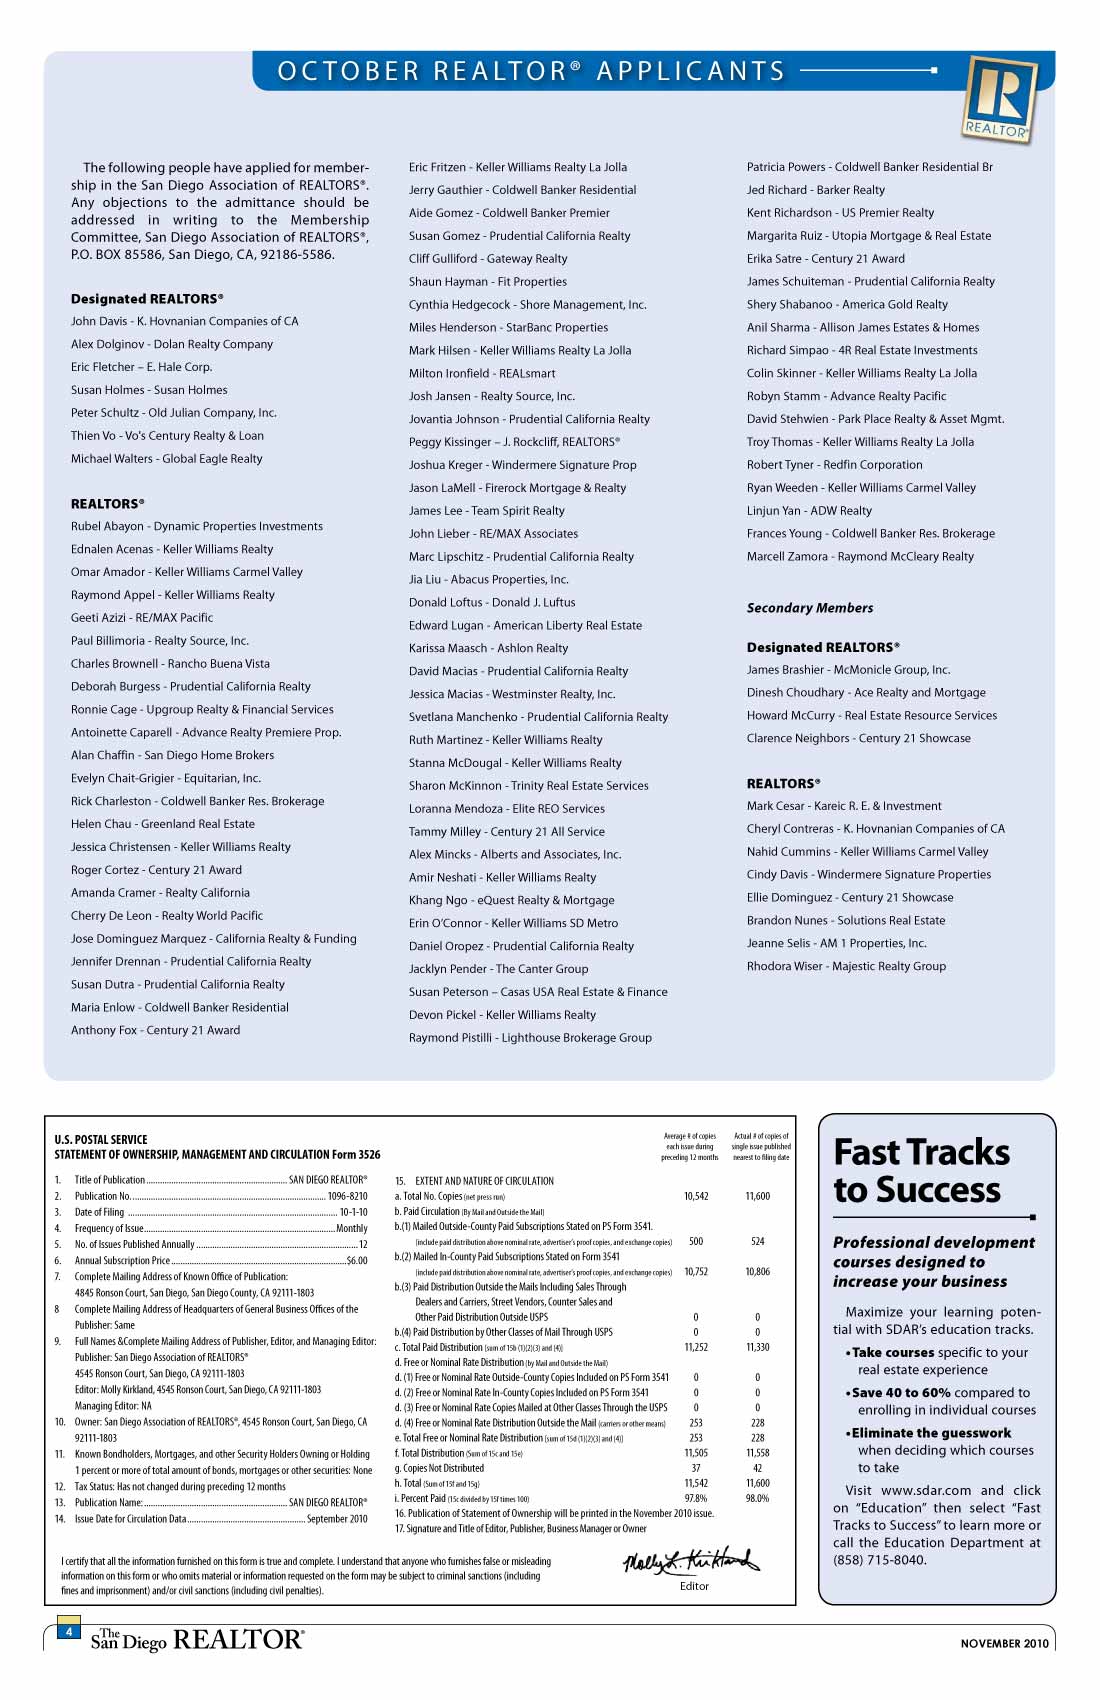 OCTOBER REALTOR® APPLICANTS
REALTOR®
The following people have applied for member-
ship in the San Diego Association of REALTORS®.
Any objections to the admittance should be
addressed in writing to the Membership
Committee, San Diego Association of REALTORS®,
P.O. BOX 85586, San Diego, CA, 92186-5586.
Designated REALTORS®
John Davis - K. Hovnanian Companies of CA
Alex Dolginov - Dolan Realty Company
Eric Fletcher – E. Hale Corp.
Susan Holmes - Susan Holmes
Peter Schultz - Old Julian Company, Inc.
Thien Vo - Vo's Century Realty & Loan
Michael Walters - Global Eagle Realty
REALTORS®
Rubel Abayon - Dynamic Properties Investments
Ednalen Acenas - Keller Williams Realty
Omar Amador - Keller Williams Carmel Valley
Raymond Appel - Keller Williams Realty
Geeti Azizi - RE/MAX Pacific
Paul Billimoria - Realty Source, Inc.
Charles Brownell - Rancho Buena Vista
Deborah Burgess - Prudential California Realty
Ronnie Cage - Upgroup Realty & Financial Services
Antoinette Caparell - Advance Realty Premiere Prop.
Alan Chaffin - San Diego Home Brokers
Evelyn Chait-Grigier - Equitarian, Inc.
Rick Charleston - Coldwell Banker Res. Brokerage
Helen Chau - Greenland Real Estate
Jessica Christensen - Keller Williams Realty
Roger Cortez - Century 21 Award
Amanda Cramer - Realty California
Cherry De Leon - Realty World Pacific
Jose Dominguez Marquez - California Realty & Funding
Jennifer Drennan - Prudential California Realty
Susan Dutra - Prudential California Realty
Maria Enlow - Coldwell Banker Residential
Anthony Fox - Century 21 Award
Eric Fritzen - Keller Williams Realty La Jolla
Jerry Gauthier - Coldwell Banker Residential
Aide Gomez - Coldwell Banker Premier
Susan Gomez - Prudential California Realty
Cliff Gulliford - Gateway Realty
Shaun Hayman - Fit Properties
Cynthia Hedgecock - Shore Management, Inc.
Miles Henderson - StarBanc Properties
Mark Hilsen - Keller Williams Realty La Jolla
Milton Ironfield - REALsmart
Josh Jansen - Realty Source, Inc.
Jovantia Johnson - Prudential California Realty
Peggy Kissinger – J. Rockcliff, REALTORS®
Joshua Kreger - Windermere Signature Prop
Jason LaMell - Firerock Mortgage & Realty
James Lee - Team Spirit Realty
John Lieber - RE/MAX Associates
Marc Lipschitz - Prudential California Realty
Jia Liu - Abacus Properties, Inc.
Donald Loftus - Donald J. Luftus
Edward Lugan - American Liberty Real Estate
Karissa Maasch - Ashlon Realty
David Macias - Prudential California Realty
Jessica Macias - Westminster Realty, Inc.
Svetlana Manchenko - Prudential California Realty
Ruth Martinez - Keller Williams Realty
Stanna McDougal - Keller Williams Realty
Sharon McKinnon - Trinity Real Estate Services
Loranna Mendoza - Elite REO Services
Tammy Milley - Century 21 All Service
Alex Mincks - Alberts and Associates, Inc.
Amir Neshati - Keller Williams Realty
Khang Ngo - eQuest Realty & Mortgage
Erin O'Connor - Keller Williams SD Metro
Daniel Oropez - Prudential California Realty
Jacklyn Pender - The Canter Group
Susan Peterson – Casas USA Real Estate & Finance
Devon Pickel - Keller Williams Realty
Raymond Pistilli - Lighthouse Brokerage Group
Patricia Powers - Coldwell Banker Residential Br
Jed Richard - Barker Realty
Kent Richardson - US Premier Realty
Margarita Ruiz - Utopia Mortgage & Real Estate
Erika Satre - Century 21 Award
James Schuiteman - Prudential California Realty
Shery Shabanoo - America Gold Realty
Anil Sharma - Allison James Estates & Homes
Richard Simpao - 4R Real Estate Investments
Colin Skinner - Keller Williams Realty La Jolla
Robyn Stamm - Advance Realty Pacific
David Stehwien - Park Place Realty & Asset Mgmt.
Troy Thomas - Keller Williams Realty La Jolla
Robert Tyner - Redfin Corporation
Ryan Weeden - Keller Williams Carmel Valley
Linjun Yan - ADW Realty
Frances Young - Coldwell Banker Res. Brokerage
Marcell Zamora - Raymond McCleary Realty
Secondary Members
Designated REALTORS®
James Brashier - McMonicle Group, Inc.
Dinesh Choudhary - Ace Realty and Mortgage
Howard McCurry - Real Estate Resource Services
Clarence Neighbors - Century 21 Showcase
REALTORS®
Mark Cesar - Kareic R. E. & Investment
Cheryl Contreras - K. Hovnanian Companies of CA
Nahid Cummins - Keller Williams Carmel Valley
Cindy Davis - Windermere Signature Properties
Ellie Dominguez - Century 21 Showcase
Brandon Nunes - Solutions Real Estate
Jeanne Selis - AM 1 Properties, Inc.
Rhodora Wiser - Majestic Realty Group
U.S. POSTAL SERVICE
STATEMENT OF OWNERSHIP, MANAGEMENT AND CIRCULATION Form 3526
1. Title of Publication ... SAN DIEGO REALTOR®
2. Publication No. ... 1096-8210
3. Date of Filing ... 10-1-10
4. Frequency of Issue ... Monthly
5. No. of Issues Published Annually ... 12
6. Annual Subscription Price ... $6.00
7. Complete Mailing Address of Known Office of Publication:
4845 Ronson Court, San Diego, San Diego County, CA 92111-1803
8 Complete Mailing Address of Headquarters of General Business Offices of the
Publisher: Same
9. Full Names &Complete Mailing Address of Publisher, Editor, and Managing Editor:
Publisher: San Diego Association of REALTORS®
4545 Ronson Court, San Diego, CA 92111-1803
Editor: Molly Kirkland, 4545 Ronson Court, San Diego, CA 92111-1803
Managing Editor: NA
10. Owner: San Diego Association of REALTORS®, 4545 Ronson Court, San Diego, CA
92111-1803
11. Known Bondholders, Mortgages, and other Security Holders Owning or Holding
1 percent or more of total amount of bonds, mortgages or other securities: None
12. Tax Status: Has not changed during preceding 12 months
13. Publication Name: ... SAN DIEGO REALTOR®
14. Issue Date for Circulation Data ... September 2010
Average # of copies
each issue during
preceding 12 months
Actual # of copies of
single issue published
nearest to filing date
15. EXTENT AND NATURE OF CIRCULATION
a. Total No. Copies (net press run) 10,542 11,600
b. Paid Circulation (By Mail and Outside the Mail)
b.(1) Mailed Outside-County Paid Subscriptions Stated on PS Form 3541.
(include paid distribution above nominal rate, advertiser's proof copies, and exchange copies) 500 524
b.(2) Mailed In-County Paid Subscriptions Stated on Form 3541
(include paid distribution above nominal rate, advertiser's proof copies, and exchange copies) 10,752 10,806
b.(3) Paid Distribution Outside the Mails Including Sales Through
Dealers and Carriers, Street Vendors, Counter Sales and
Other Paid Distribution Outside USPS 0 0
b.(4) Paid Distribution by Other Classes of Mail Through USPS 0 0
c. Total Paid Distribution [sum of 15b (1)(2)(3) and (4)] 11,252 11,330
d. Free or Nominal Rate Distribution (by Mail and Outside the Mail)
d. (1) Free or Nominal Rate Outside-County Copies Included on PS Form 3541 0 0
d. (2) Free or Nominal Rate In-County Copies Included on PS Form 3541 0 0
d. (3) Free or Nominal Rate Copies Mailed at Other Classes Through the USPS 0 0
d. (4) Free or Nominal Rate Distribution Outside the Mail (carriers or other means) 253 228
e. Total Free or Nominal Rate Distribution [sum of 15d (1)(2)(3) and (4)] 253 228
f. Total Distribution (Sum of 15c and 15e) 11,505 11,558
g. Copies Not Distributed 37 42
h. Total (Sum of 15f and 15g) 11,542 11,600
i. Percent Paid (15c divided by 15f times 100) 97.8% 98.0%
16. Publication of Statement of Ownership will be printed in the November 2010 issue.
17. Signature and Title of Editor, Publisher, Business Manager or Owner
I certify that all the information furnished on this form is true and complete. I understand that anyone who furnishes false or misleading
information on this form or who omits material or information requested on the form may be subject to criminal sanctions (including
fines and imprisonment) and/or civil sanctions (including civil penalties).
Molly L. Kirkland
Editor
Fast Tracks
to Success
Professional development
courses designed to
increase your business
Maximize your learning poten-
tial with SDAR's education tracks.
• Take courses specific to your
real estate experience
• Save 40 to 60% compared to
enrolling in individual courses
• Eliminate the guesswork
when deciding which courses
to take
Visit www.sdar.com and click
on "Education" then select "Fast
Tracks to Success" to learn more or
call the Education Department at
(858) 715-8040.
4
The San Diego REALTOR®
NOVEMBER 2010